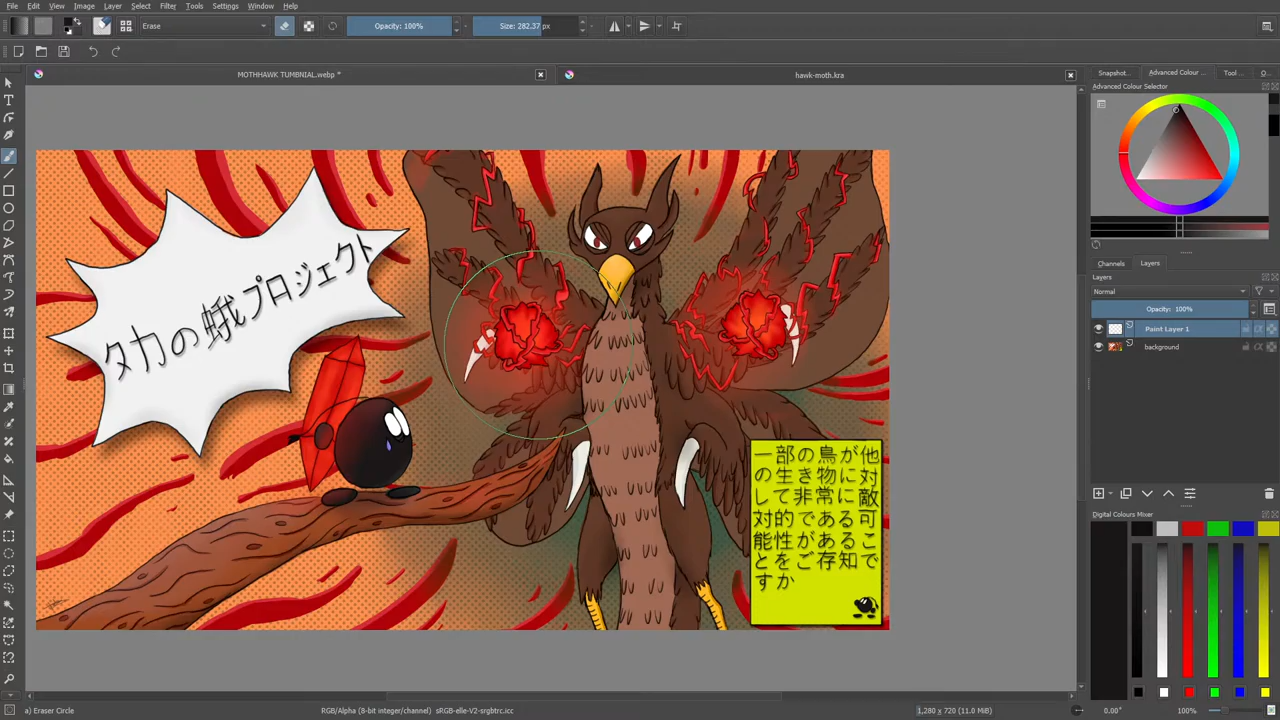 File Edit View Image Layer Select Filter Tools Settings Window Help
Erase
Opacity: 100%
Size: 282.37 px
MOTHHAWK TUMBNIAL.webp *
hawk-moth.kra
Snapshot...
Advanced Colour ...
Tool ...
O...
Advanced Colour Selector
タカの蛾プロジェクト
一部の鳥が他
の生き物に対
して非常に敵
対的である可
能性があるこ
とをご存知で
すか
Channels
Layers
Layers
Normal
Opacity: 100%
Paint Layer 1
background
Digital Colours Mixer
a) Eraser Circle
RGB/Alpha (8-bit integer/channel) sRGB-elle-V2-srgbtrc.icc
1,280 x 720 (11.0 MiB)
0.00°
100%